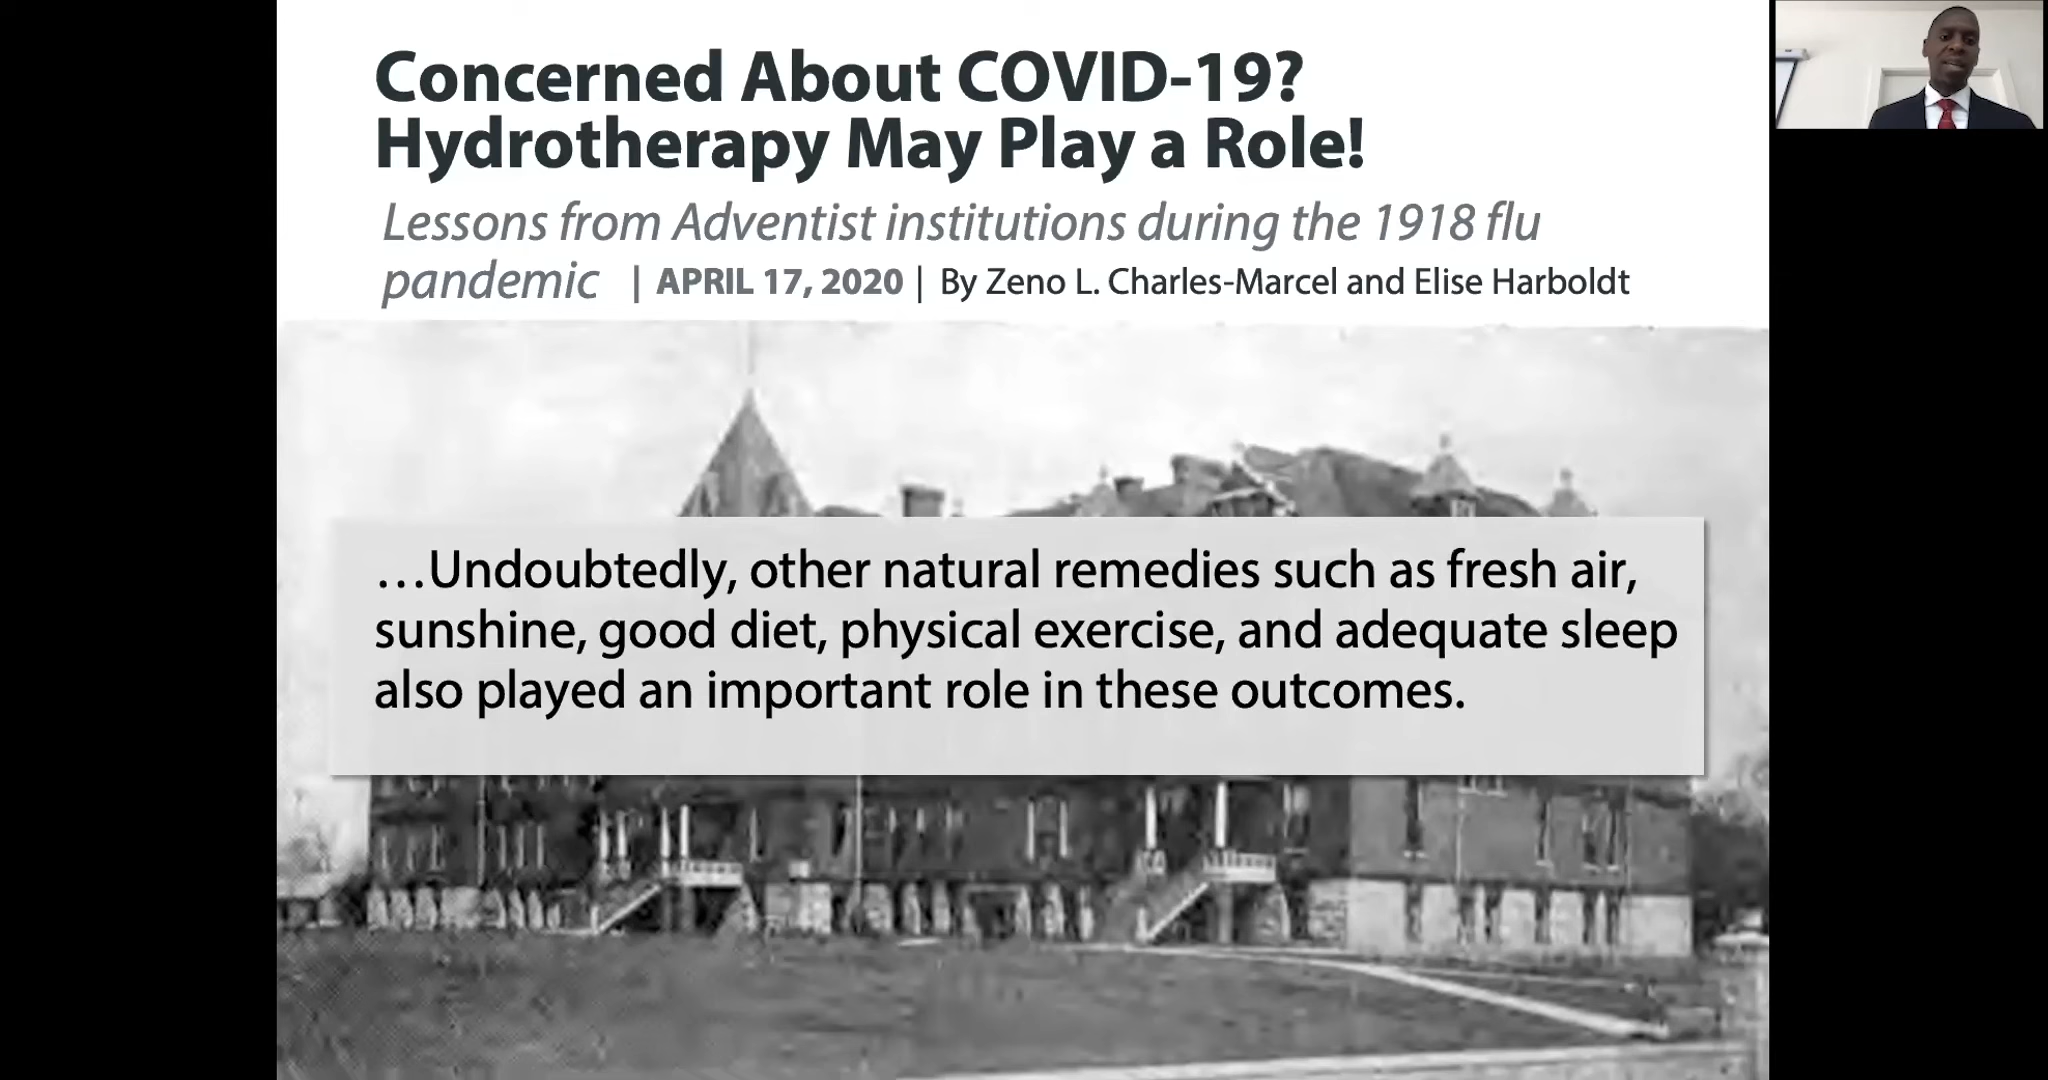 Concerned About COVID-19?
Hydrotherapy May Play a Role!
Lessons from Adventist institutions during the 1918 flu
pandemic | APRIL 17, 2020 | By Zeno L. Charles-Marcel and Elise Harboldt
...Undoubtedly, other natural remedies such as fresh air,
sunshine, good diet, physical exercise, and adequate sleep
also played an important role in these outcomes.